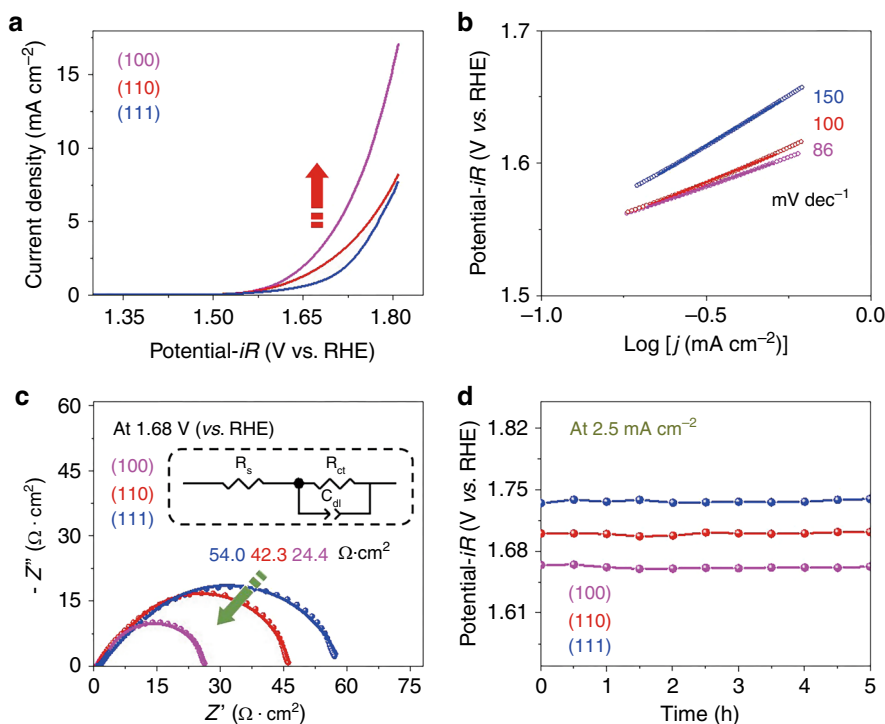 a
Current density (mA cm⁻²)
15
10
5
0
(100)
(110)
(111)
1.35
1.50
1.65
1.80
Potential-iR (V vs. RHE)
b
Potential-iR (V vs. RHE)
1.7
1.6
1.5
150
100
86
mV dec⁻¹
−1.0
−0.5
0.0
Log [j (mA cm⁻²)]
c
- Z″ (Ω · cm²)
60
45
30
15
0
At 1.68 V (vs. RHE)
(100)
(110)
(111)
Rs
Rct
Cdl
54.0 42.3 24.4 Ω·cm²
0
15
30
45
60
75
Z′ (Ω · cm²)
d
Potential-iR (V vs. RHE)
1.82
1.75
1.68
1.61
At 2.5 mA cm⁻²
(100)
(110)
(111)
0
1
2
3
4
5
Time (h)